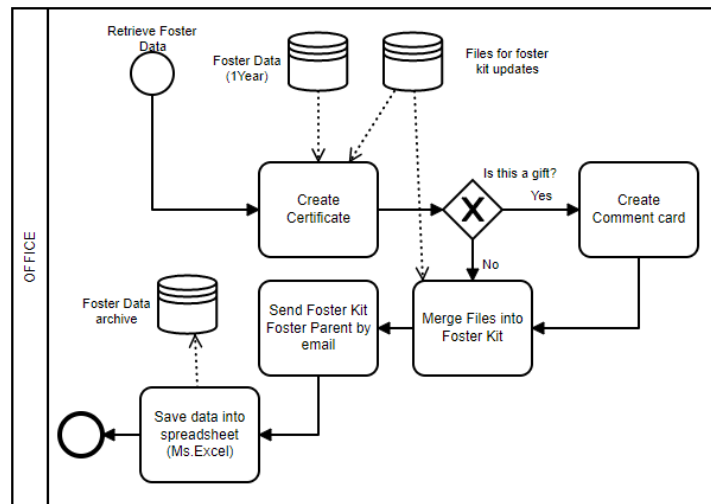 Retrieve Foster
Data
Foster Data
(1Year)
Files for foster
kit updates
Is this a gift?
Create
Certificate
X
Yes
Create
Comment card
No
OFFICE
Foster Data
archive
Send Foster Kit
Foster Parent by
email
Merge Files into
Foster Kit
Save data into
spreadsheet
(Ms.Excel)